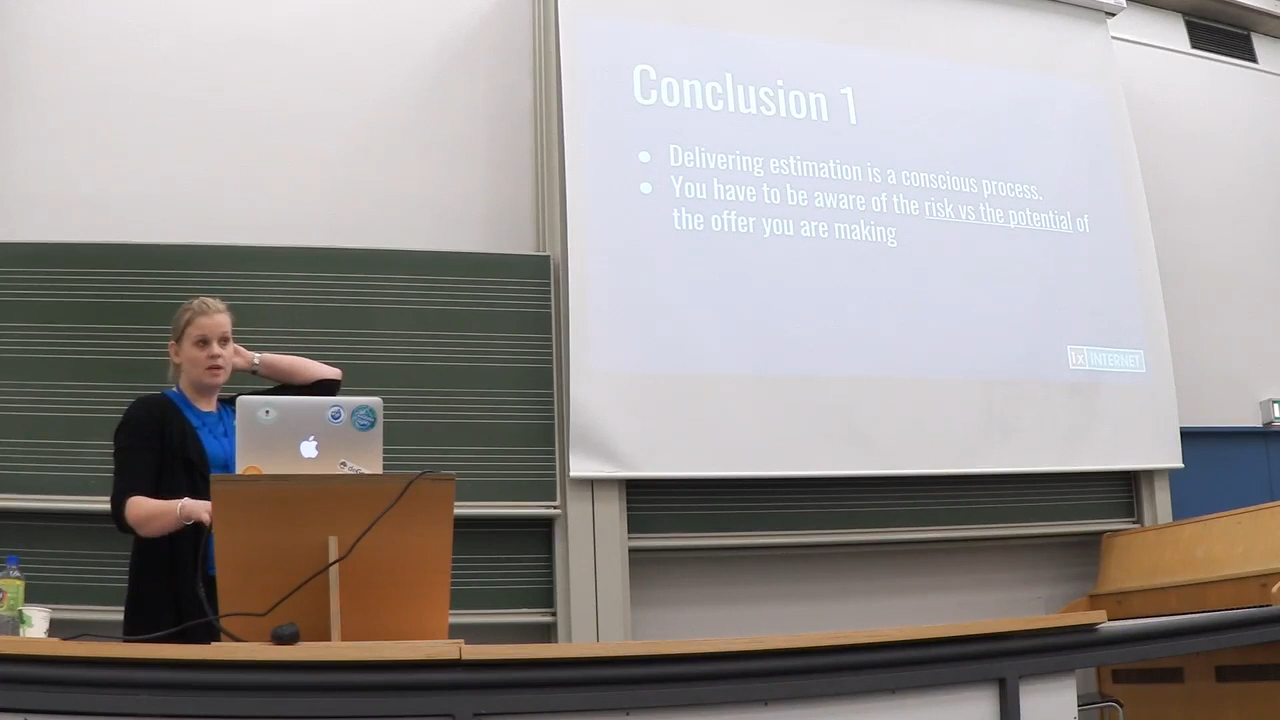 Conclusion 1
● Delivering estimation is a conscious process.
● You have to be aware of the risk vs the potential of
the offer you are making
1x INTERNET